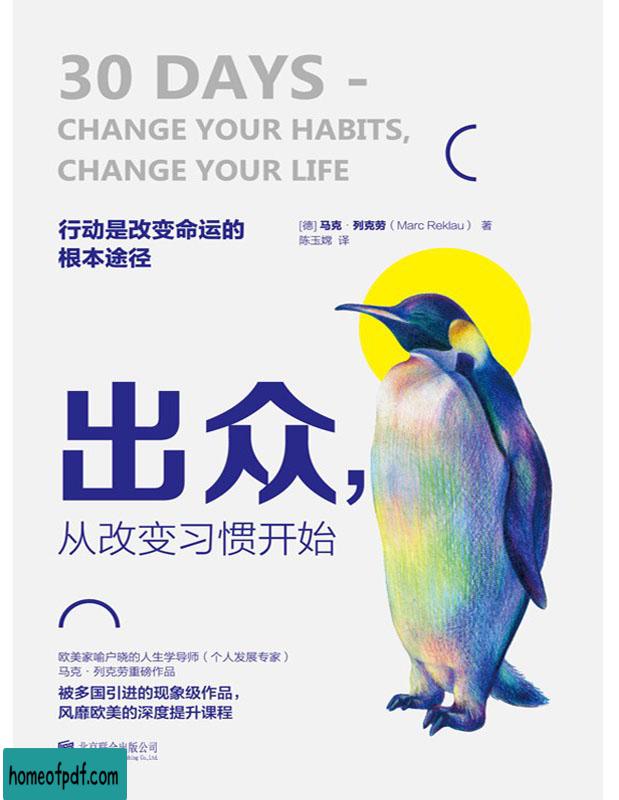 30 DAYS -
CHANGE YOUR HABITS,
CHANGE YOUR LIFE
行动是改变命运的
根本途径
[德] 马克·列克劳（Marc Reklau） 著
陈玉嫦 译
出众，
从改变习惯开始
欧美家喻户晓的人生学导师（个人发展专家）
马克·列克劳重磅作品
被多国引进的现象级作品，
风靡欧美的深度提升课程
北京联合出版公司
Co.,Ltd.
homeofpdf.com